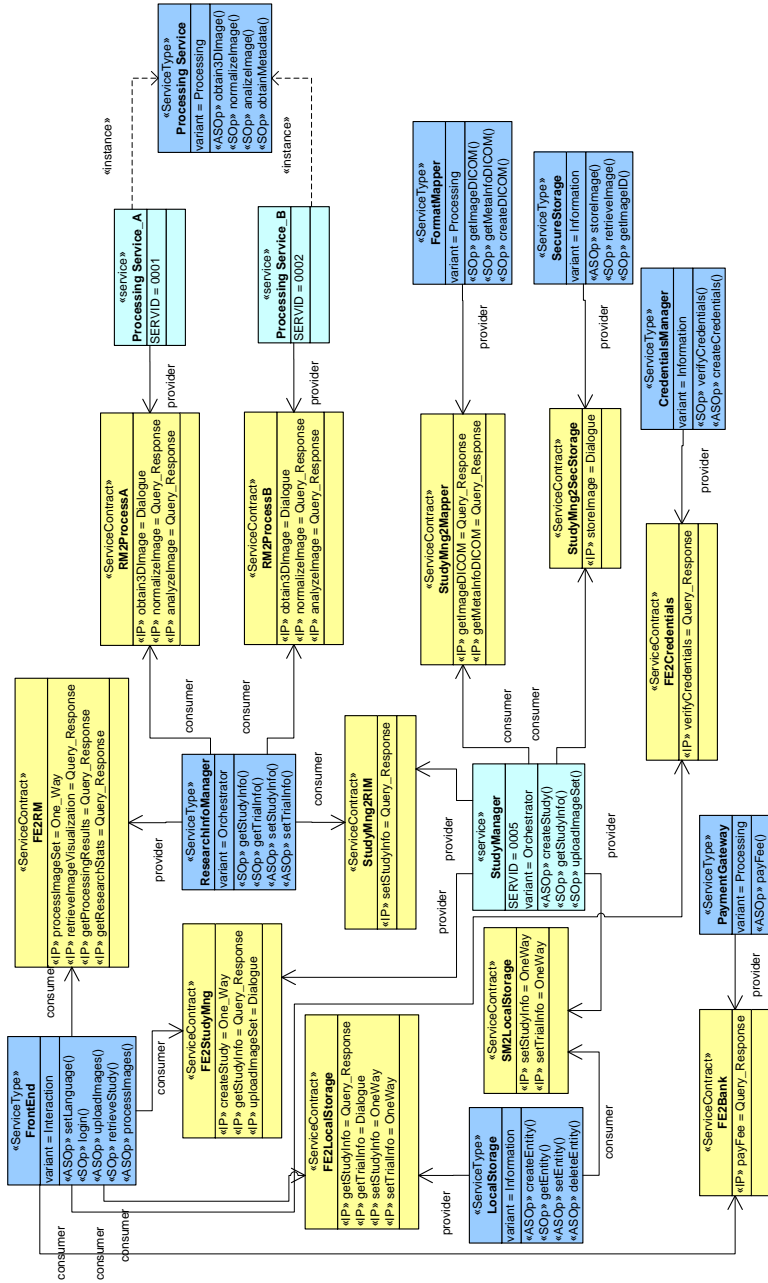 «ServiceType»
FrontEnd
variant = Interaction
«ASOp» setLanguage()
«SOp» login()
«ASOp» uploadImages()
«SOp» retrieveStudy()
«ASOp» processImages()
consumer
consumer
consumer
consumer
consumer
«ServiceContract»
FE2RM
«IP» processImageSet = One_Way
«IP» retrieveImageVisualization = Query_Response
«IP» getProcessingResults = Query_Response
«IP» getResearchStats = Query_Response
provider
«ServiceType»
ResearchInfoManager
variant = Orchestrator
«SOp» getStudyInfo()
«SOp» getTrialInfo()
«ASOp» setStudyInfo()
«ASOp» setTrialInfo()
consumer
consumer
consumer
«ServiceContract»
RM2ProcessA
«IP» obtain3DImage = Dialogue
«IP» normalizeImage = Query_Response
«IP» analyzeImage = Query_Response
provider
«service»
Processing Service_A
SERVID = 0001
«instance»
«ServiceType»
Processing Service
variant = Processing
«ASOp» obtain3DImage()
«SOp» normalizeImage()
«SOp» analizeImage()
«SOp» obtainMetadata()
«instance»
«service»
Processing Service_B
SERVID = 0002
provider
«ServiceContract»
RM2ProcessB
«IP» obtain3DImage = Dialogue
«IP» normalizeImage = Query_Response
«IP» analyzeImage = Query_Response
«ServiceContract»
FE2StudyMng
«IP» createStudy = One_Way
«IP» getStudyInfo = Query_Response
«IP» uploadImageSet = Dialogue
provider
«ServiceContract»
StudyMng2RIM
«IP» setStudyInfo = Query_Response
provider
«ServiceContract»
FE2LocalStorage
«IP» getStudyInfo = Query_Response
«IP» getTrialInfo = Dialogue
«IP» setStudyInfo = OneWay
«IP» setTrialInfo = OneWay
provider
«ServiceType»
LocalStorage
variant = Information
«ASOp» createEntity()
«SOp» getEntity()
«ASOp» setEntity()
«ASOp» deleteEntity()
consumer
«ServiceContract»
SM2LocalStorage
«IP» setStudyInfo = OneWay
«IP» setTrialInfo = OneWay
provider
«service»
StudyManager
SERVID = 0005
variant = Orchestrator
«ASOp» createStudy()
«SOp» getStudyInfo()
«SOp» uploadImageSet()
consumer
consumer
«ServiceContract»
StudyMng2Mapper
«IP» getImageDICOM = Query_Response
«IP» getMetaInfoDICOM = Query_Response
provider
«ServiceType»
FormatMapper
variant = Processing
«SOp» getImageDICOM()
«SOp» getMetaInfoDICOM()
«SOp» createDICOM()
«ServiceContract»
StudyMng2SecStorage
«IP» storeImage = Dialogue
provider
«ServiceType»
SecureStorage
variant = Information
«ASOp» storeImage()
«SOp» retrieveImage()
«SOp» getImageID()
«ServiceContract»
FE2Credentials
«IP» verifyCredentials = Query_Response
provider
«ServiceType»
CredentialsManager
variant = Information
«SOp» verifyCredentials()
«ASOp» createCredentials()
«ServiceContract»
FE2Bank
«IP» payFee = Query_Response
provider
«ServiceType»
PaymentGateway
variant = Processing
«ASOp» payFee()